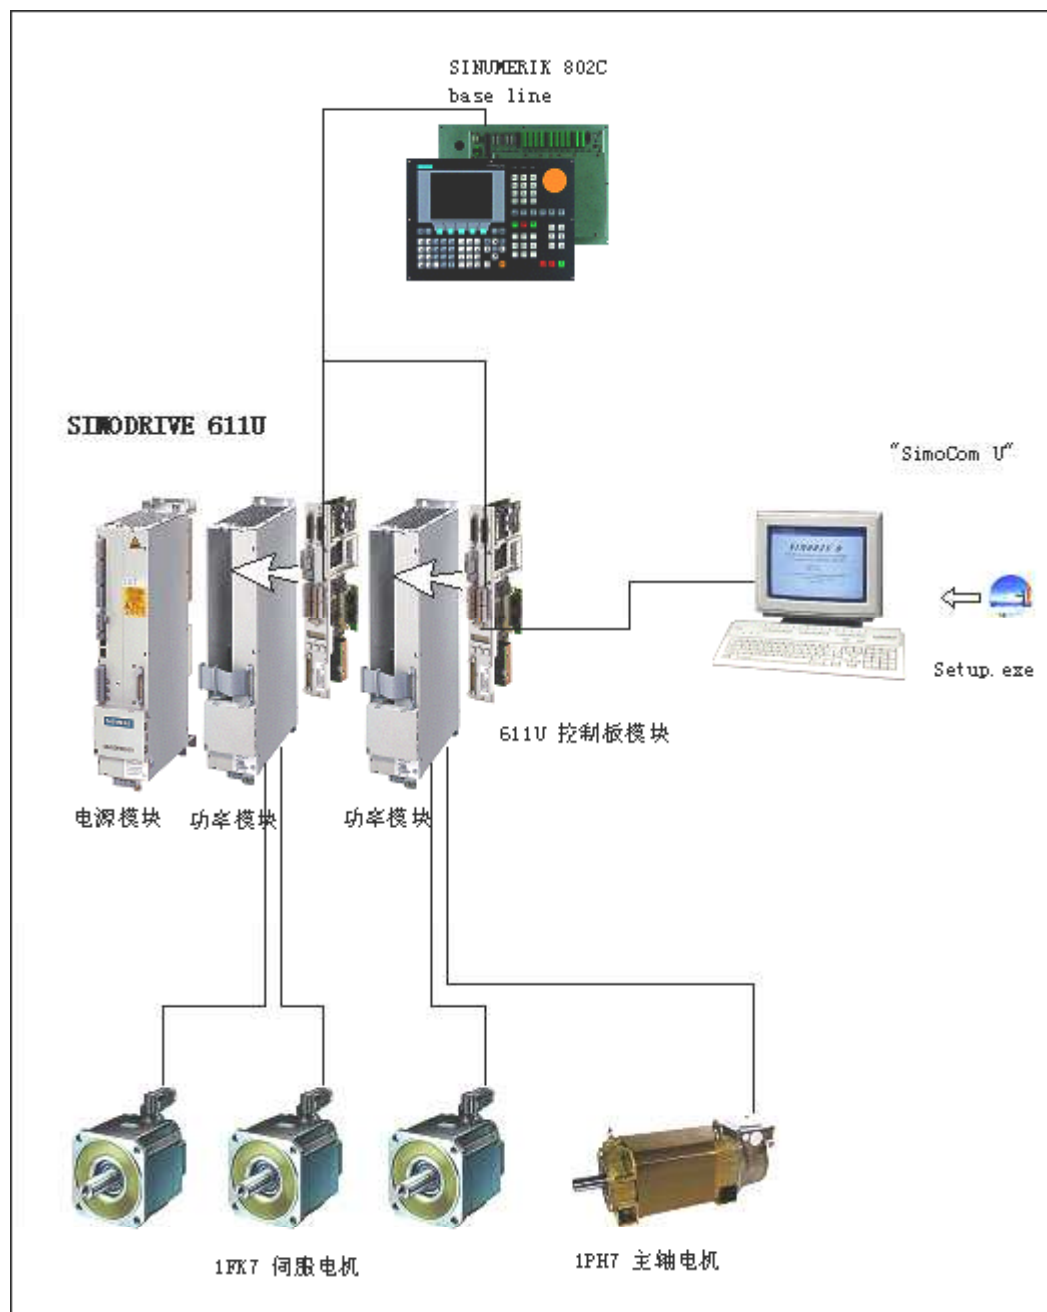 SINUMERIK 802C
base line
SIMODRIVE 611U
"SimoCom U"
Setup.exe
611U 控制板模块
电源模块
功率模块
功率模块
1FK7 伺服电机
1PH7 主轴电机